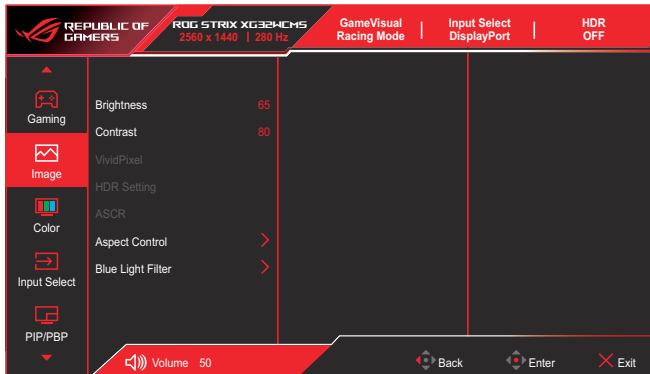 REPUBLIC OF
GAMERS
ROG STRIX XG32WCMS
2560 x 1440 | 280 Hz
GameVisual
Racing Mode
Input Select
DisplayPort
HDR
OFF
Gaming
Image
Color
Input Select
PIP/PBP
Brightness 65
Contrast 80
VividPixel
HDR Setting
ASCR
Aspect Control
Blue Light Filter
Volume 50
Back
Enter
Exit